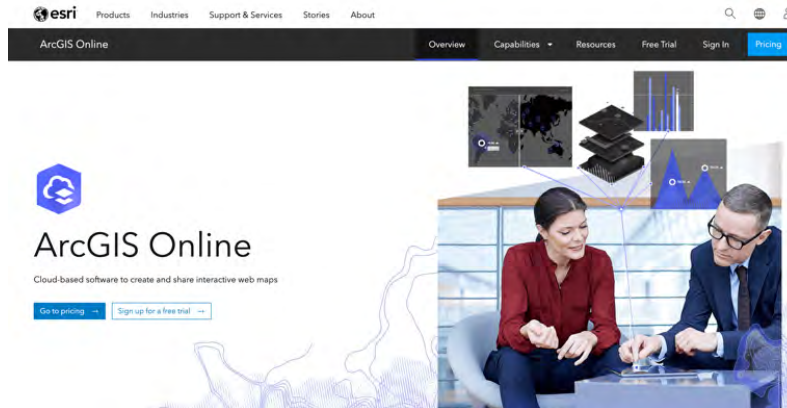 esri Products Industries Support & Services Stories About
ArcGIS Online Overview Capabilities Resources Free Trial Sign In Pricing
ArcGIS Online
Cloud-based software to create and share interactive web maps
Go to pricing → Sign up for a free trial →